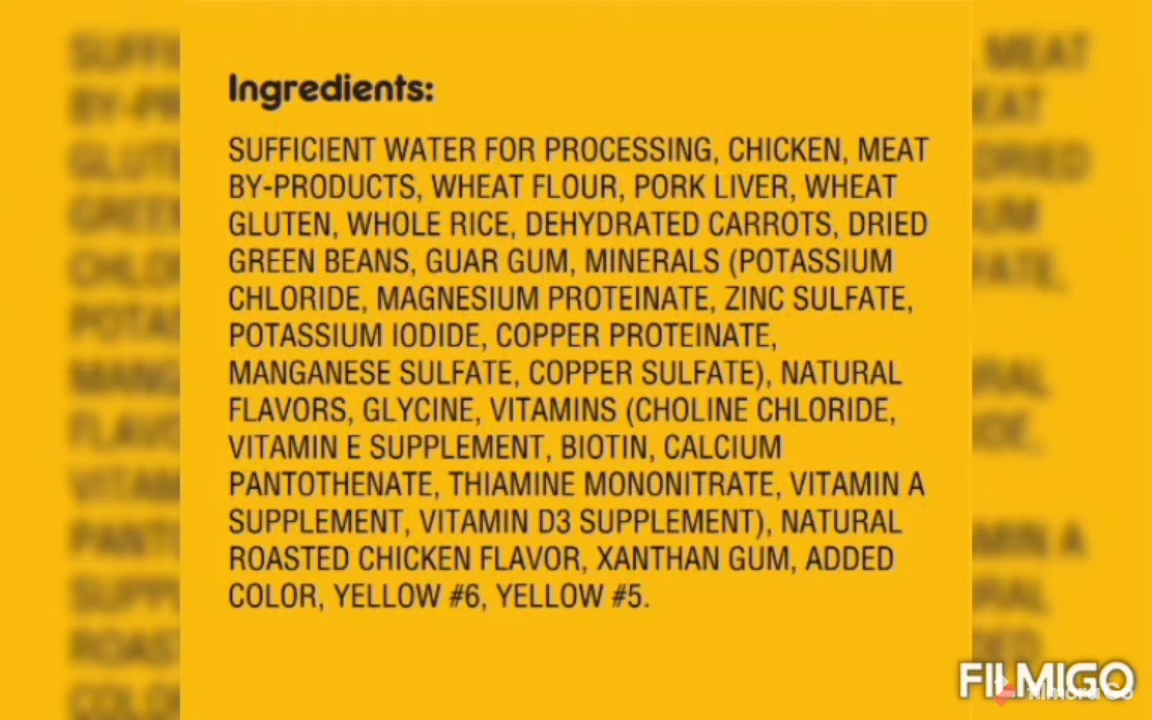 Ingredients:
SUFFICIENT WATER FOR PROCESSING, CHICKEN, MEAT
BY-PRODUCTS, WHEAT FLOUR, PORK LIVER, WHEAT
GLUTEN, WHOLE RICE, DEHYDRATED CARROTS, DRIED
GREEN BEANS, GUAR GUM, MINERALS (POTASSIUM
CHLORIDE, MAGNESIUM PROTEINATE, ZINC SULFATE,
POTASSIUM IODIDE, COPPER PROTEINATE,
MANGANESE SULFATE, COPPER SULFATE), NATURAL
FLAVORS, GLYCINE, VITAMINS (CHOLINE CHLORIDE,
VITAMIN E SUPPLEMENT, BIOTIN, CALCIUM
PANTOTHENATE, THIAMINE MONONITRATE, VITAMIN A
SUPPLEMENT, VITAMIN D3 SUPPLEMENT), NATURAL
ROASTED CHICKEN FLAVOR, XANTHAN GUM, ADDED
COLOR, YELLOW #6, YELLOW #5.
FILMIGO
filmora Go